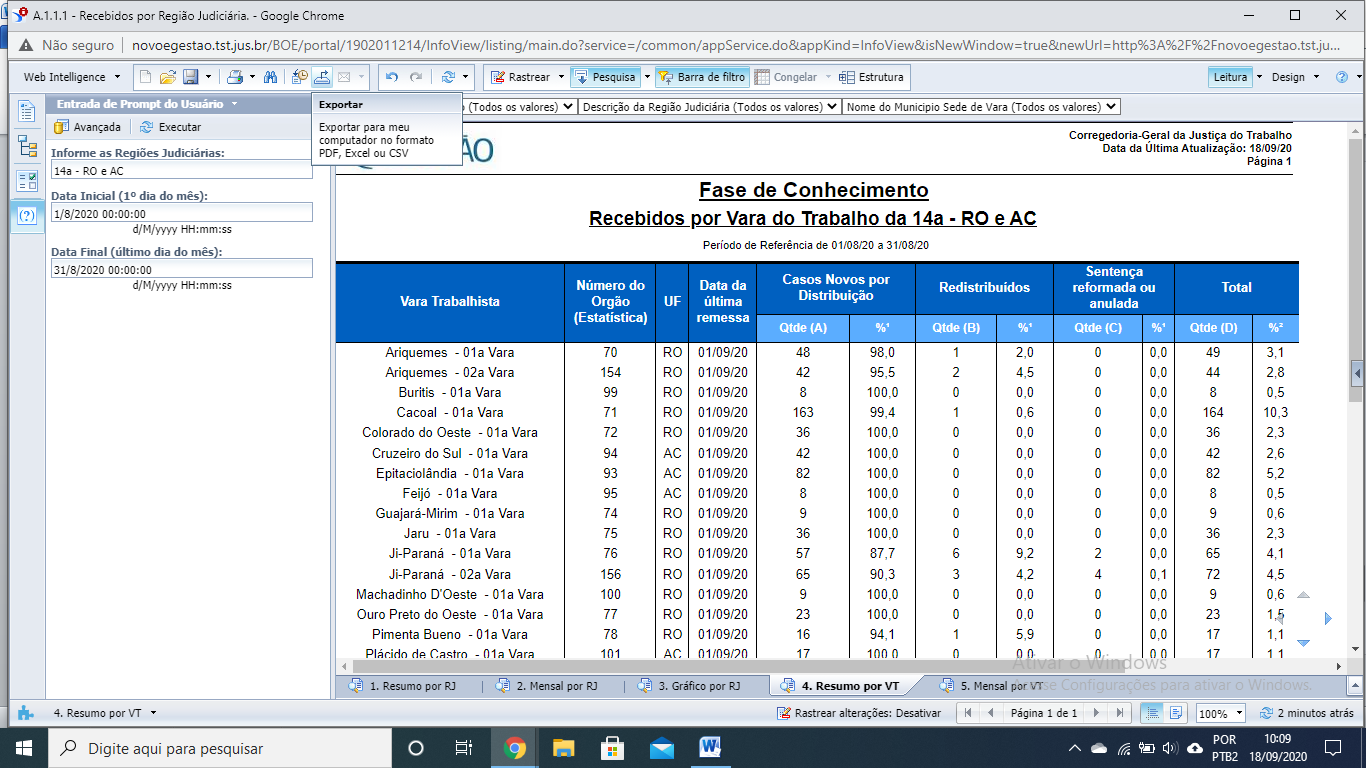 A.1.1.1 - Recebidos por Região Judiciária. - Google Chrome
Não seguro | novoegestao.tst.jus.br/BOE/portal/1902011214/InfoView/listing/main.do?service=/common/appService.do&appKind=InfoView&isNewWindow=true&newUrl=http%3A%2F%2Fnovoegestao.tst.ju...
Web Intelligence Rastrear Pesquisa Barra de filtro Congelar Estrutura Leitura Design
Entrada de Prompt do Usuário
Avançada Executar
Informe as Regiões Judiciárias:
14a - RO e AC
Data Inicial (1º dia do mês):
1/8/2020 00:00:00
d/M/yyyy HH:mm:ss
Data Final (último dia do mês):
31/8/2020 00:00:00
d/M/yyyy HH:mm:ss
Exportar
Exportar para meu
computador no formato
PDF, Excel ou CSV
(Todos os valores) Descrição da Região Judiciária (Todos os valores) Nome do Municipio Sede de Vara (Todos os valores)
ÃO
Corregedoria-Geral da Justiça do Trabalho
Data da Última Atualização: 18/09/20
Página 1
Fase de Conhecimento
Recebidos por Vara do Trabalho da 14a - RO e AC
Período de Referência de 01/08/20 a 31/08/20
Vara Trabalhista Número do Orgão (Estatística) UF Data da última remessa Casos Novos por Distribuição Redistribuídos Sentença reformada ou anulada Total
Qtde (A) %¹ Qtde (B) %¹ Qtde (C) %¹ Qtde (D) %²
Ariquemes - 01a Vara 70 RO 01/09/20 48 98,0 1 2,0 0 0,0 49 3,1
Ariquemes - 02a Vara 154 RO 01/09/20 42 95,5 2 4,5 0 0,0 44 2,8
Buritis - 01a Vara 99 RO 01/09/20 8 100,0 0 0,0 0 0,0 8 0,5
Cacoal - 01a Vara 71 RO 01/09/20 163 99,4 1 0,6 0 0,0 164 10,3
Colorado do Oeste - 01a Vara 72 RO 01/09/20 36 100,0 0 0,0 0 0,0 36 2,3
Cruzeiro do Sul - 01a Vara 94 AC 01/09/20 42 100,0 0 0,0 0 0,0 42 2,6
Epitaciolândia - 01a Vara 93 AC 01/09/20 82 100,0 0 0,0 0 0,0 82 5,2
Feijó - 01a Vara 95 AC 01/09/20 8 100,0 0 0,0 0 0,0 8 0,5
Guajará-Mirim - 01a Vara 74 RO 01/09/20 9 100,0 0 0,0 0 0,0 9 0,6
Jaru - 01a Vara 75 RO 01/09/20 36 100,0 0 0,0 0 0,0 36 2,3
Ji-Paraná - 01a Vara 76 RO 01/09/20 57 87,7 6 9,2 2 0,0 65 4,1
Ji-Paraná - 02a Vara 156 RO 01/09/20 65 90,3 3 4,2 4 0,1 72 4,5
Machadinho D'Oeste - 01a Vara 100 RO 01/09/20 9 100,0 0 0,0 0 0,0 9 0,6
Ouro Preto do Oeste - 01a Vara 77 RO 01/09/20 23 100,0 0 0,0 0 0,0 23 1,5
Pimenta Bueno - 01a Vara 78 RO 01/09/20 16 94,1 1 5,9 0 0,0 17 1,1
Plácido de Castro - 01a Vara 101 AC 01/09/20 17 100,0 0 0,0 0 0,0 17 1,1
Ativar o Windows
1. Resumo por RJ 2. Mensal por RJ 3. Gráfico por RJ 4. Resumo por VT 5. Mensal por VT
Configurações para ativar o Windows.
4. Resumo por VT Rastrear alterações: Desativar Página 1 de 1 100% 2 minutos atrás
Digite aqui para pesquisar
POR
PTB2
10:09
18/09/2020